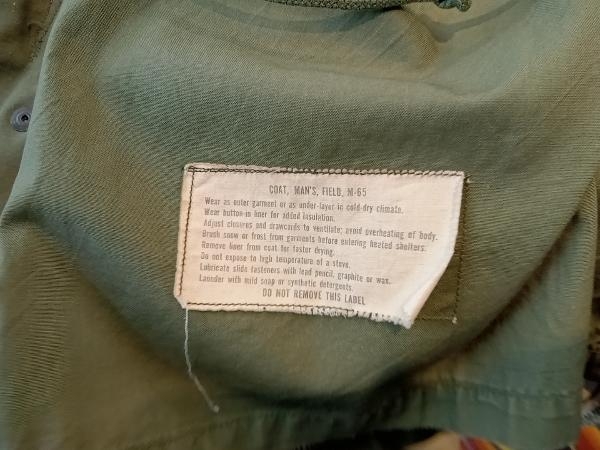 COAT, MAN'S, FIELD, M-65
Wear as outer garment or as under-layer in cold-dry climate.
Wear button-in liner for added insulation.
Adjust closures and drawcords to ventilate; avoid overheating of body.
Brush snow or frost from garments before entering heated shelters.
Remove liner from coat for faster drying.
Do not expose to high temperature of a stove.
Lubricate slide fasteners with lead pencil, graphite or wax.
Launder with mild soap or synthetic detergents.
DO NOT REMOVE THIS LABEL